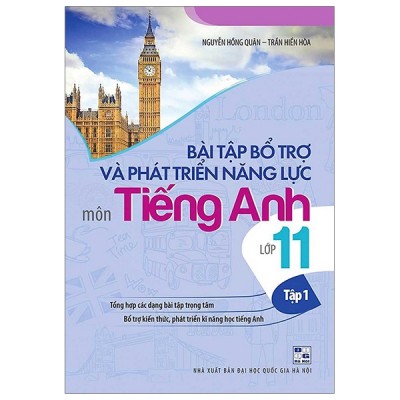 NGUYỄN HỒNG QUÂN – TRẦN HIỀN HÒA
London
BÀI TẬP BỔ TRỢ
VÀ PHÁT TRIỂN NĂNG LỰC
môn Tiếng Anh
LỚP 11
Tập 1
Tổng hợp các dạng bài tập trọng tâm
Bổ trợ kiến thức, phát triển kĩ năng học tiếng Anh
NHÀ XUẤT BẢN ĐẠI HỌC QUỐC GIA HÀ NỘI